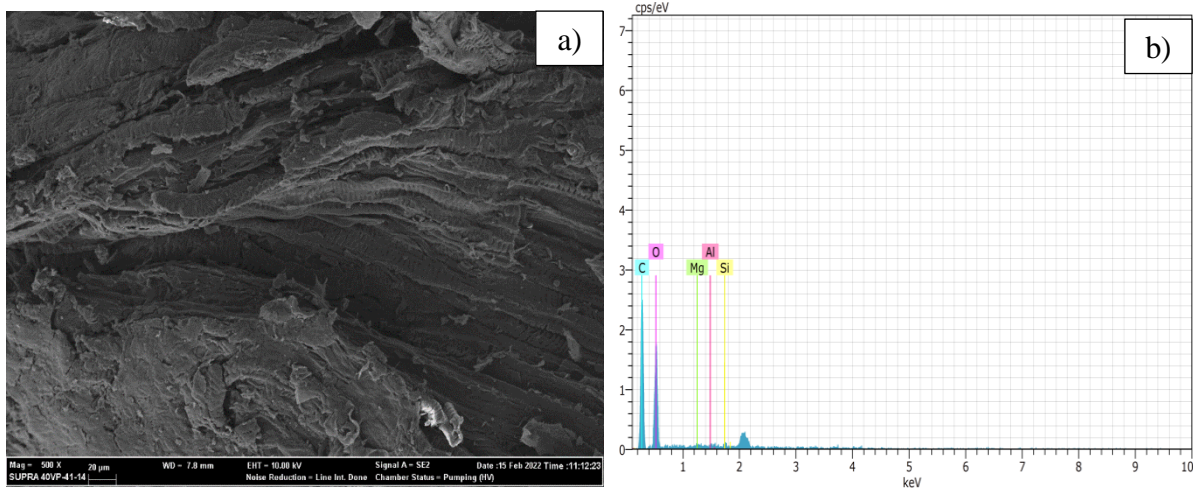 a)
Mag = 500 X
20 µm
WD = 7.8 mm
EHT = 10.00 kV
Signal A = SE2
Date :15 Feb 2022 Time :11:12:23
SUPRA 40VP-41-14
Noise Reduction = Line Int. Done
Chamber Status = Pumping (HV)
b)
cps/eV
7
6
5
4
3
2
1
0
C
O
Mg
Al
Si
1 2 3 4 5 6 7 8 9 10
keV